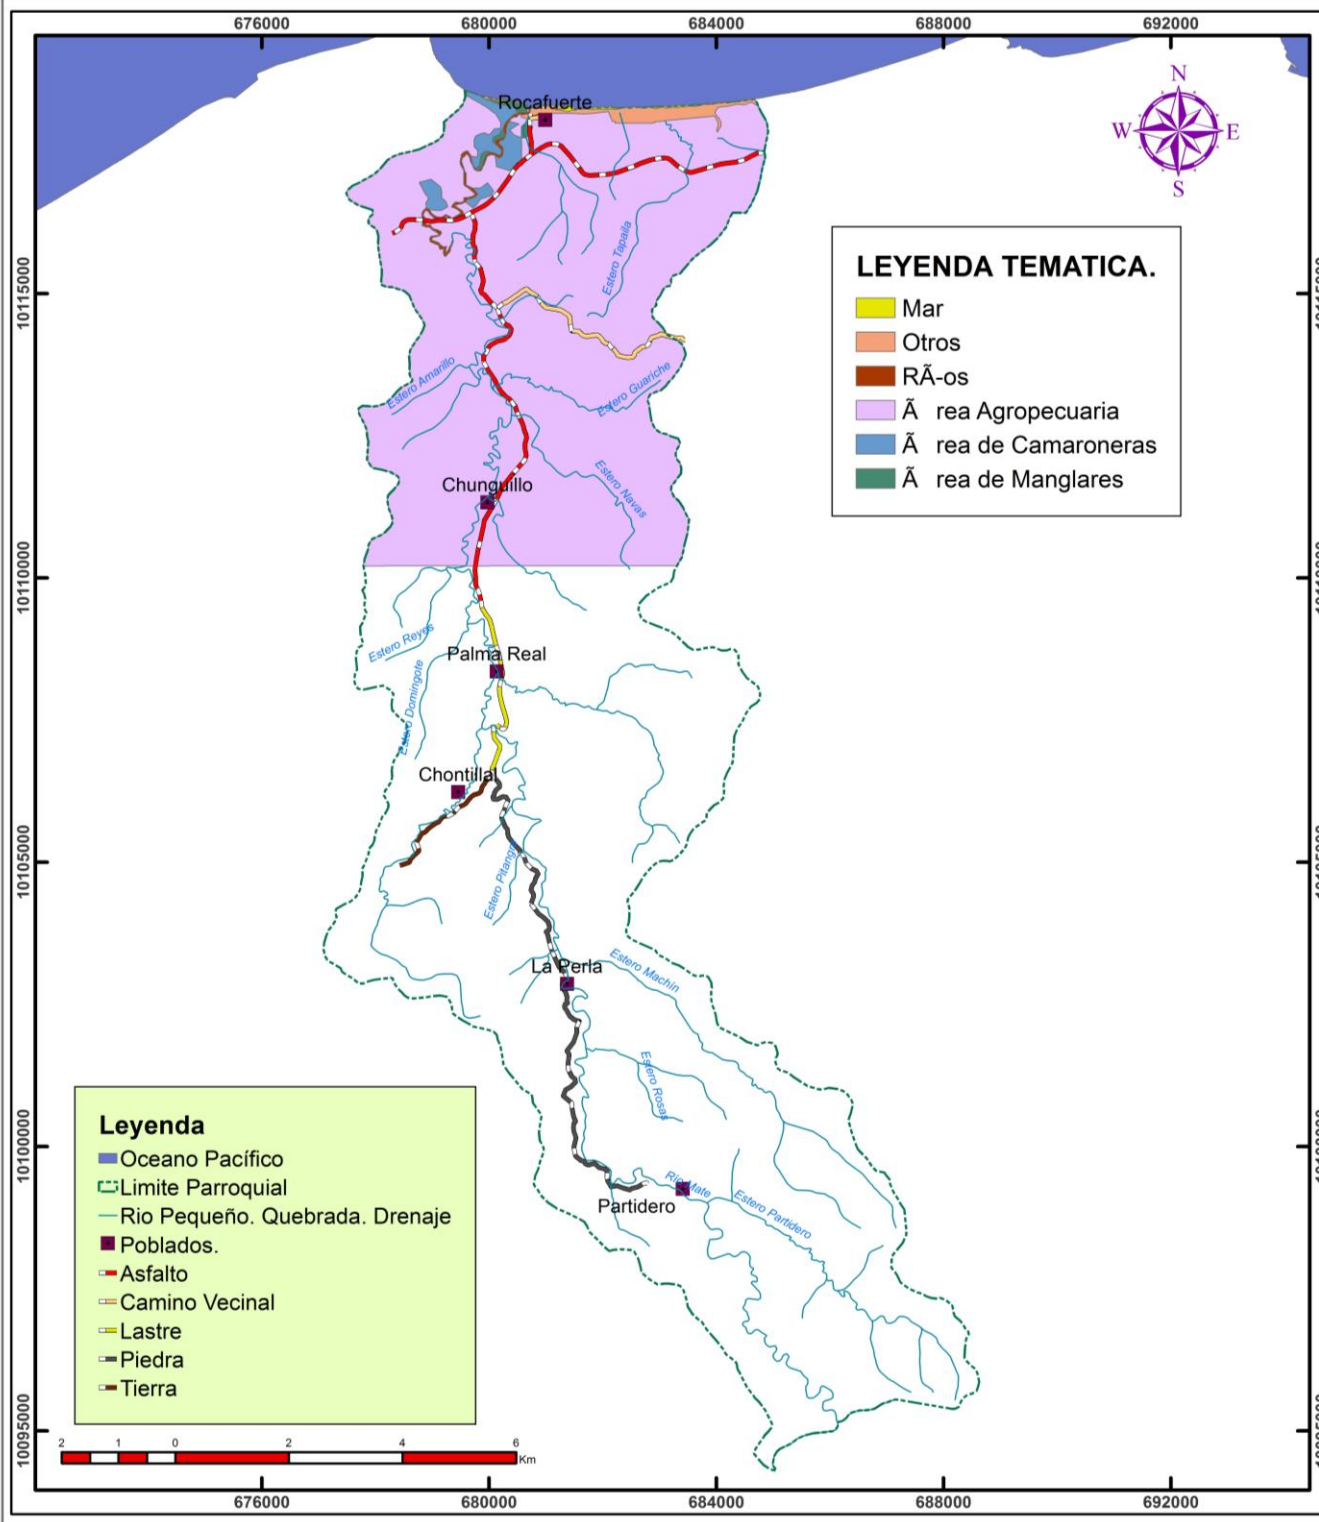 676000 680000 684000 688000 692000
N
W E
S
Rocafuerte
LEYENDA TEMATICA.
Mar
Otros
RÃ-os
Ã rea Agropecuaria
Ã rea de Camaroneras
Ã rea de Manglares
10115000
Estero Tapaila
Estero Amarillo
Estero Guariche
Estero Navas
Chunguillo
10110000
Estero Reyes
Palma Real
Estero Domingote
Chontillal
10105000
Estero Pitanga
La Perla
Estero Machin
Estero Rosas
10100000
Rio Mate
Estero Partidero
Partidero
Leyenda
Oceano Pacífico
Limite Parroquial
Rio Pequeño. Quebrada. Drenaje
Poblados.
Asfalto
Camino Vecinal
Lastre
Piedra
Tierra
10095000
2 1 0 2 4 6
Km
676000 680000 684000 688000 692000